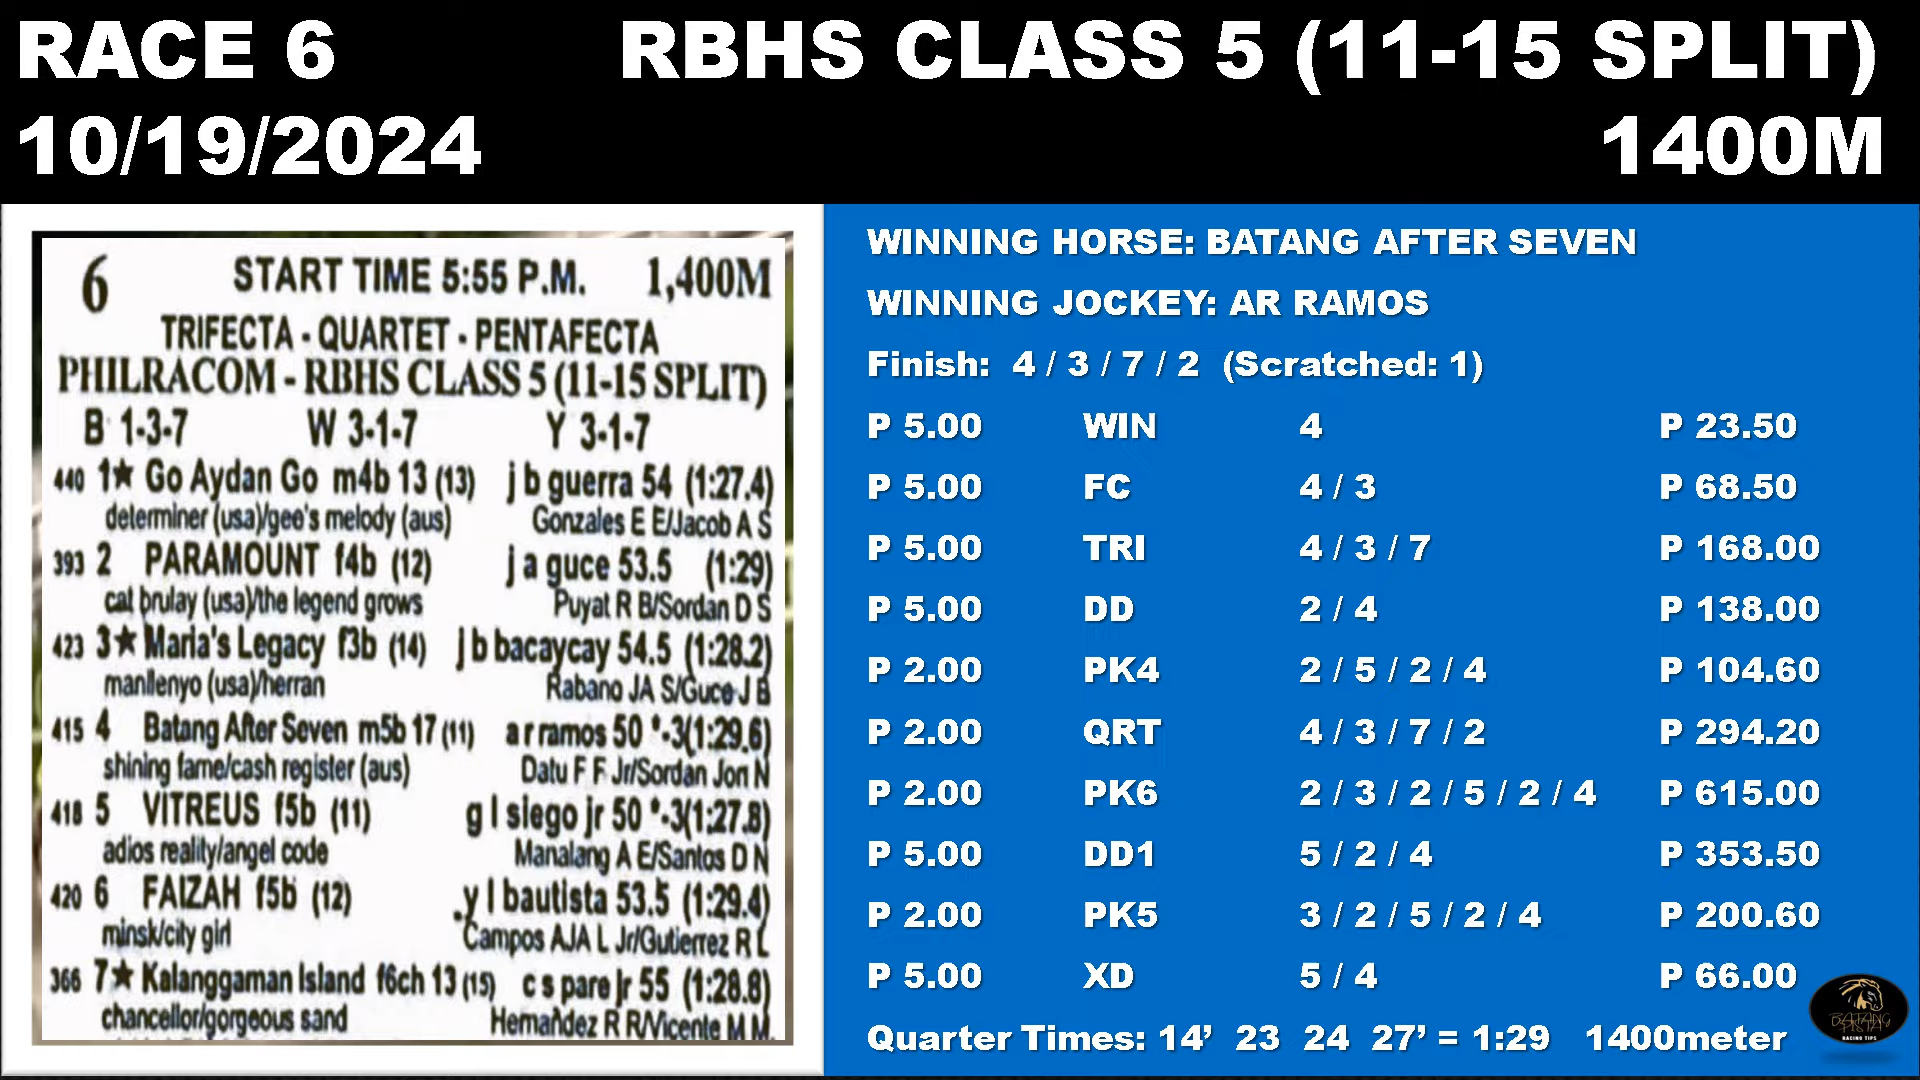 RACE 6 RBHS CLASS 5 (11-15 SPLIT)
10/19/2024 1400M
6 START TIME 5:55 P.M. 1,400M
TRIFECTA - QUARTET - PENTAFECTA
PHILRACOM - RBHS CLASS 5 (11-15 SPLIT)
B 1-3-7 W 3-1-7 Y 3-1-7
440 1★ Go Aydan Go m4b 13 (13) j b guerra 54 (1:27.4)
determiner (usa)/gee's melody (aus) Gonzales E E/Jacob A S
393 2 PARAMOUNT f4b (12) j a guce 53.5 (1:29)
cat brulay (usa)/the legend grows Puyat R B/Sordan D S
423 3★ Maria's Legacy f3b (14) j b bacaycay 54.5 (1:28.2)
manilenyo (usa)/herran Rabano JA S/Guce J B
415 4 Batang After Seven m5b 17 (11) a r ramos 50 *-3(1:29.6)
shining fame/cash register (aus) Datu F F Jr/Sordan Jon N
418 5 VITREUS f5b (11) g l siego jr 50 *-3(1:27.8)
adios reality/angel code Manalang A E/Santos D N
420 6 FAIZAH f5b (12) y l bautista 53.5 (1:29.4)
minsk/city girl Campos AJA L Jr/Gutierrez R L
366 7★ Kalanggaman Island f6ch 13 (15) c s pare jr 55 (1:28.8)
chancellor/gorgeous sand Hernañdez R R/Vicente M M
WINNING HORSE: BATANG AFTER SEVEN
WINNING JOCKEY: AR RAMOS
Finish: 4 / 3 / 7 / 2 (Scratched: 1)
P 5.00 WIN 4 P 23.50
P 5.00 FC 4 / 3 P 68.50
P 5.00 TRI 4 / 3 / 7 P 168.00
P 5.00 DD 2 / 4 P 138.00
P 2.00 PK4 2 / 5 / 2 / 4 P 104.60
P 2.00 QRT 4 / 3 / 7 / 2 P 294.20
P 2.00 PK6 2 / 3 / 2 / 5 / 2 / 4 P 615.00
P 5.00 DD1 5 / 2 / 4 P 353.50
P 2.00 PK5 3 / 2 / 5 / 2 / 4 P 200.60
P 5.00 XD 5 / 4 P 66.00
Quarter Times: 14’ 23 24 27’ = 1:29 1400meter
BATANG
PISTA
RACING TIPS